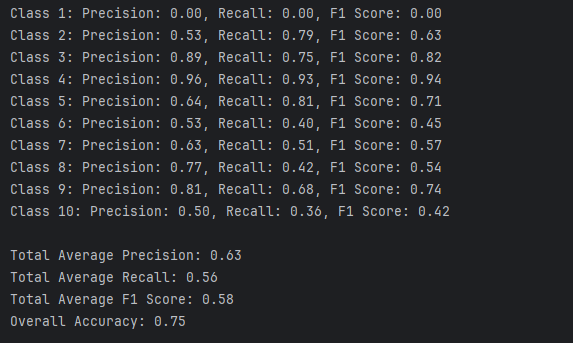 Class 1: Precision: 0.00, Recall: 0.00, F1 Score: 0.00
Class 2: Precision: 0.53, Recall: 0.79, F1 Score: 0.63
Class 3: Precision: 0.89, Recall: 0.75, F1 Score: 0.82
Class 4: Precision: 0.96, Recall: 0.93, F1 Score: 0.94
Class 5: Precision: 0.64, Recall: 0.81, F1 Score: 0.71
Class 6: Precision: 0.53, Recall: 0.40, F1 Score: 0.45
Class 7: Precision: 0.63, Recall: 0.51, F1 Score: 0.57
Class 8: Precision: 0.77, Recall: 0.42, F1 Score: 0.54
Class 9: Precision: 0.81, Recall: 0.68, F1 Score: 0.74
Class 10: Precision: 0.50, Recall: 0.36, F1 Score: 0.42
Total Average Precision: 0.63
Total Average Recall: 0.56
Total Average F1 Score: 0.58
Overall Accuracy: 0.75